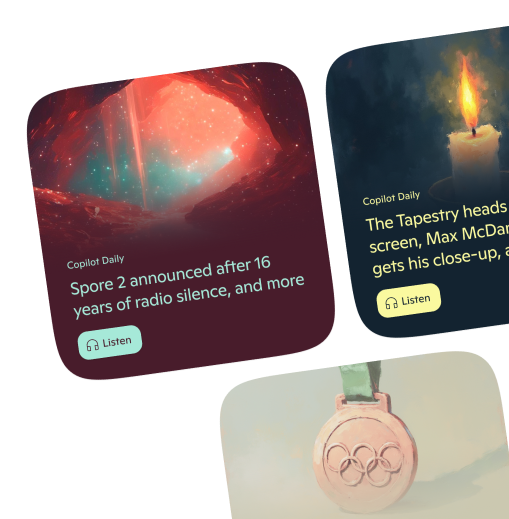 Copilot Daily
Spore 2 announced after 16
years of radio silence, and more
Listen
Copilot Daily
The Tapestry heads
screen, Max McDar
gets his close-up, a
Listen